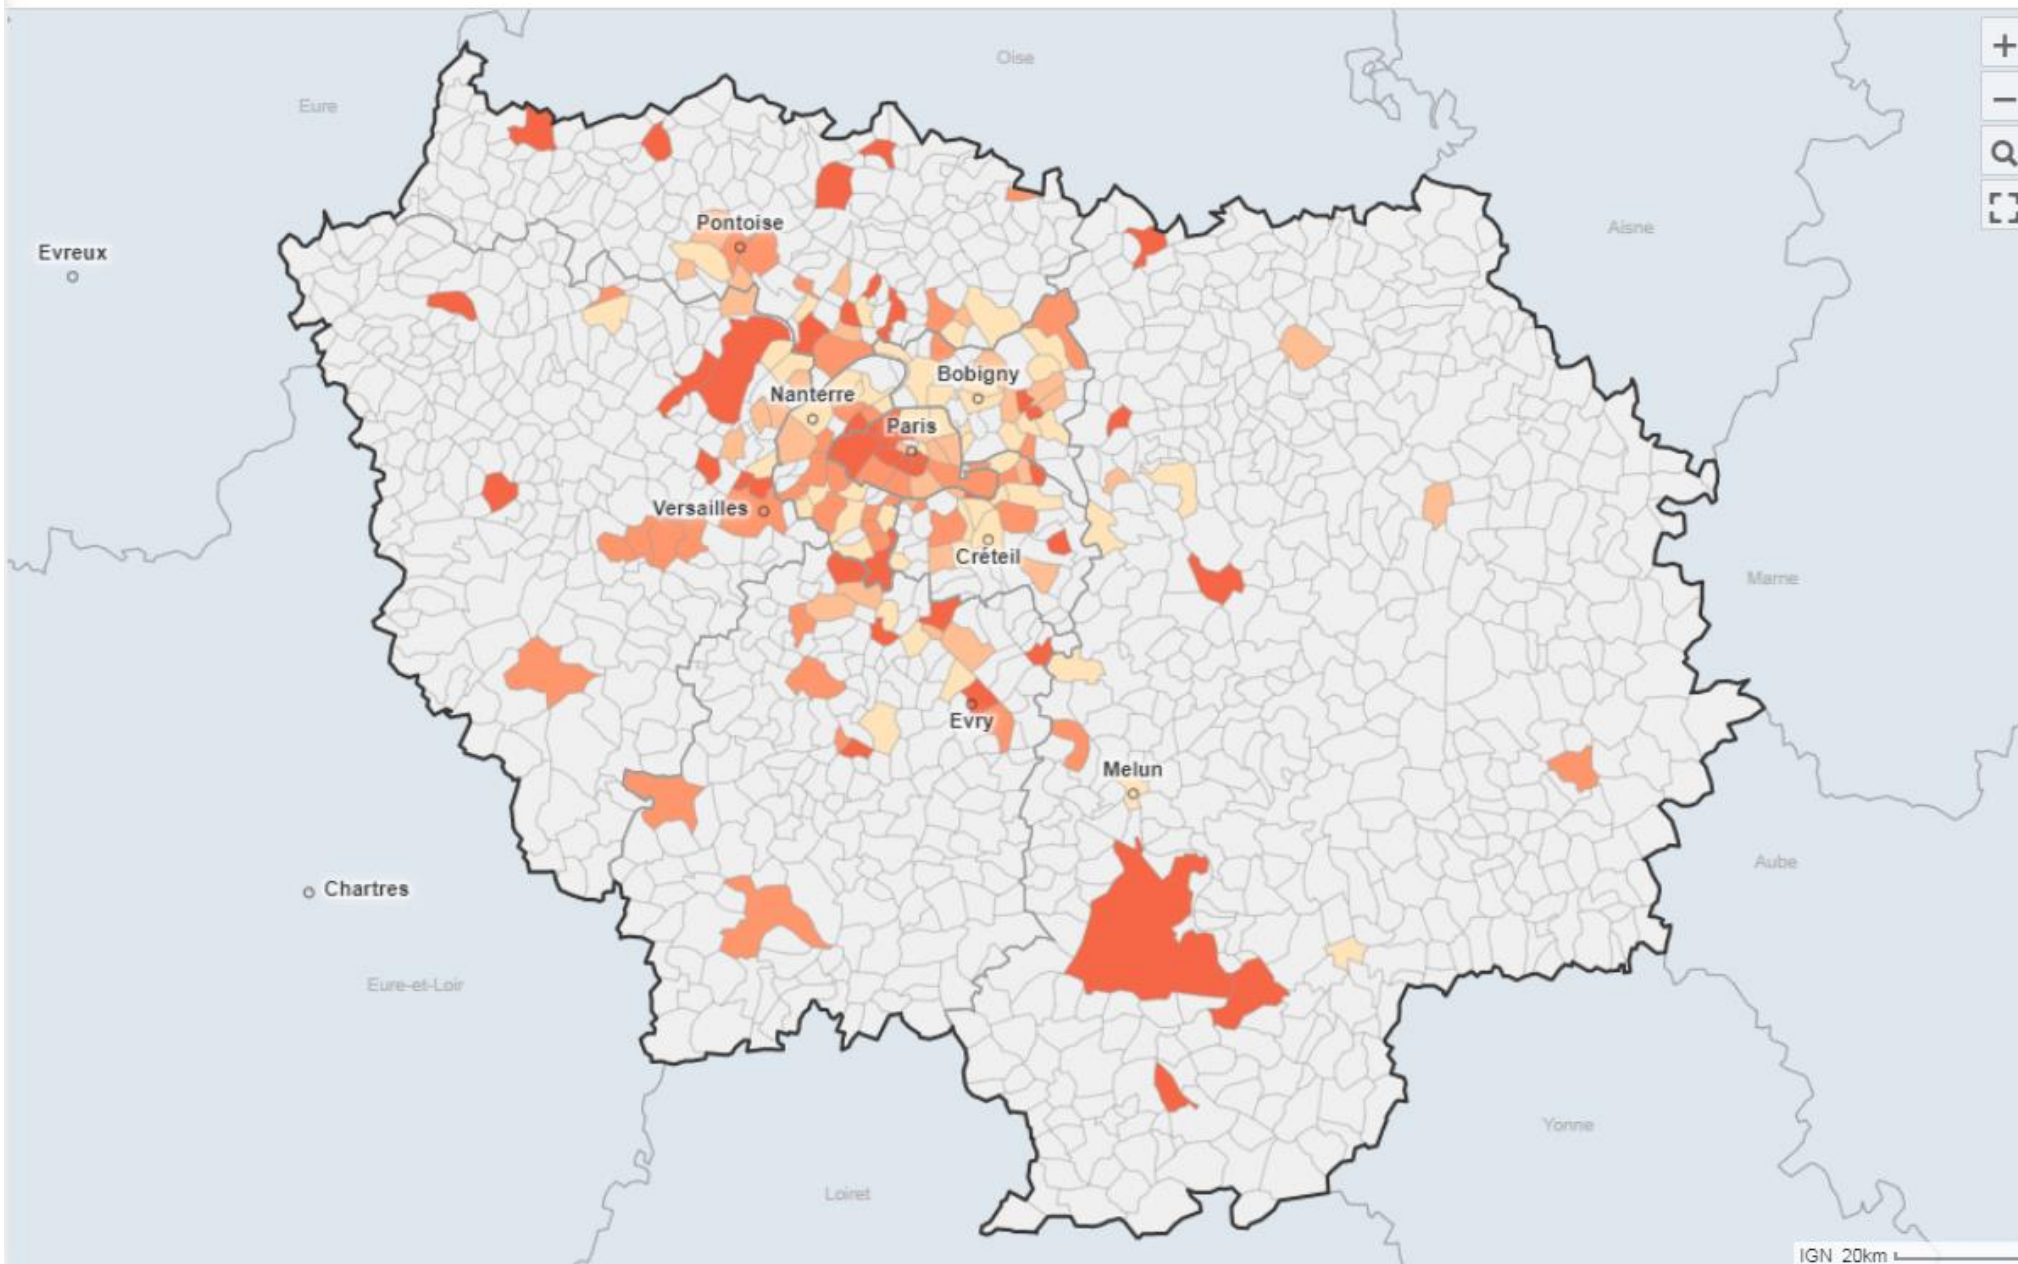 Oise
Eure
Evreux
Pontoise
Aisne
Bobigny
Nanterre
Paris
Versailles
Créteil
Marne
Evry
Melun
Aube
Chartres
Eure-et-Loir
Yonne
Loiret
IGN 20km